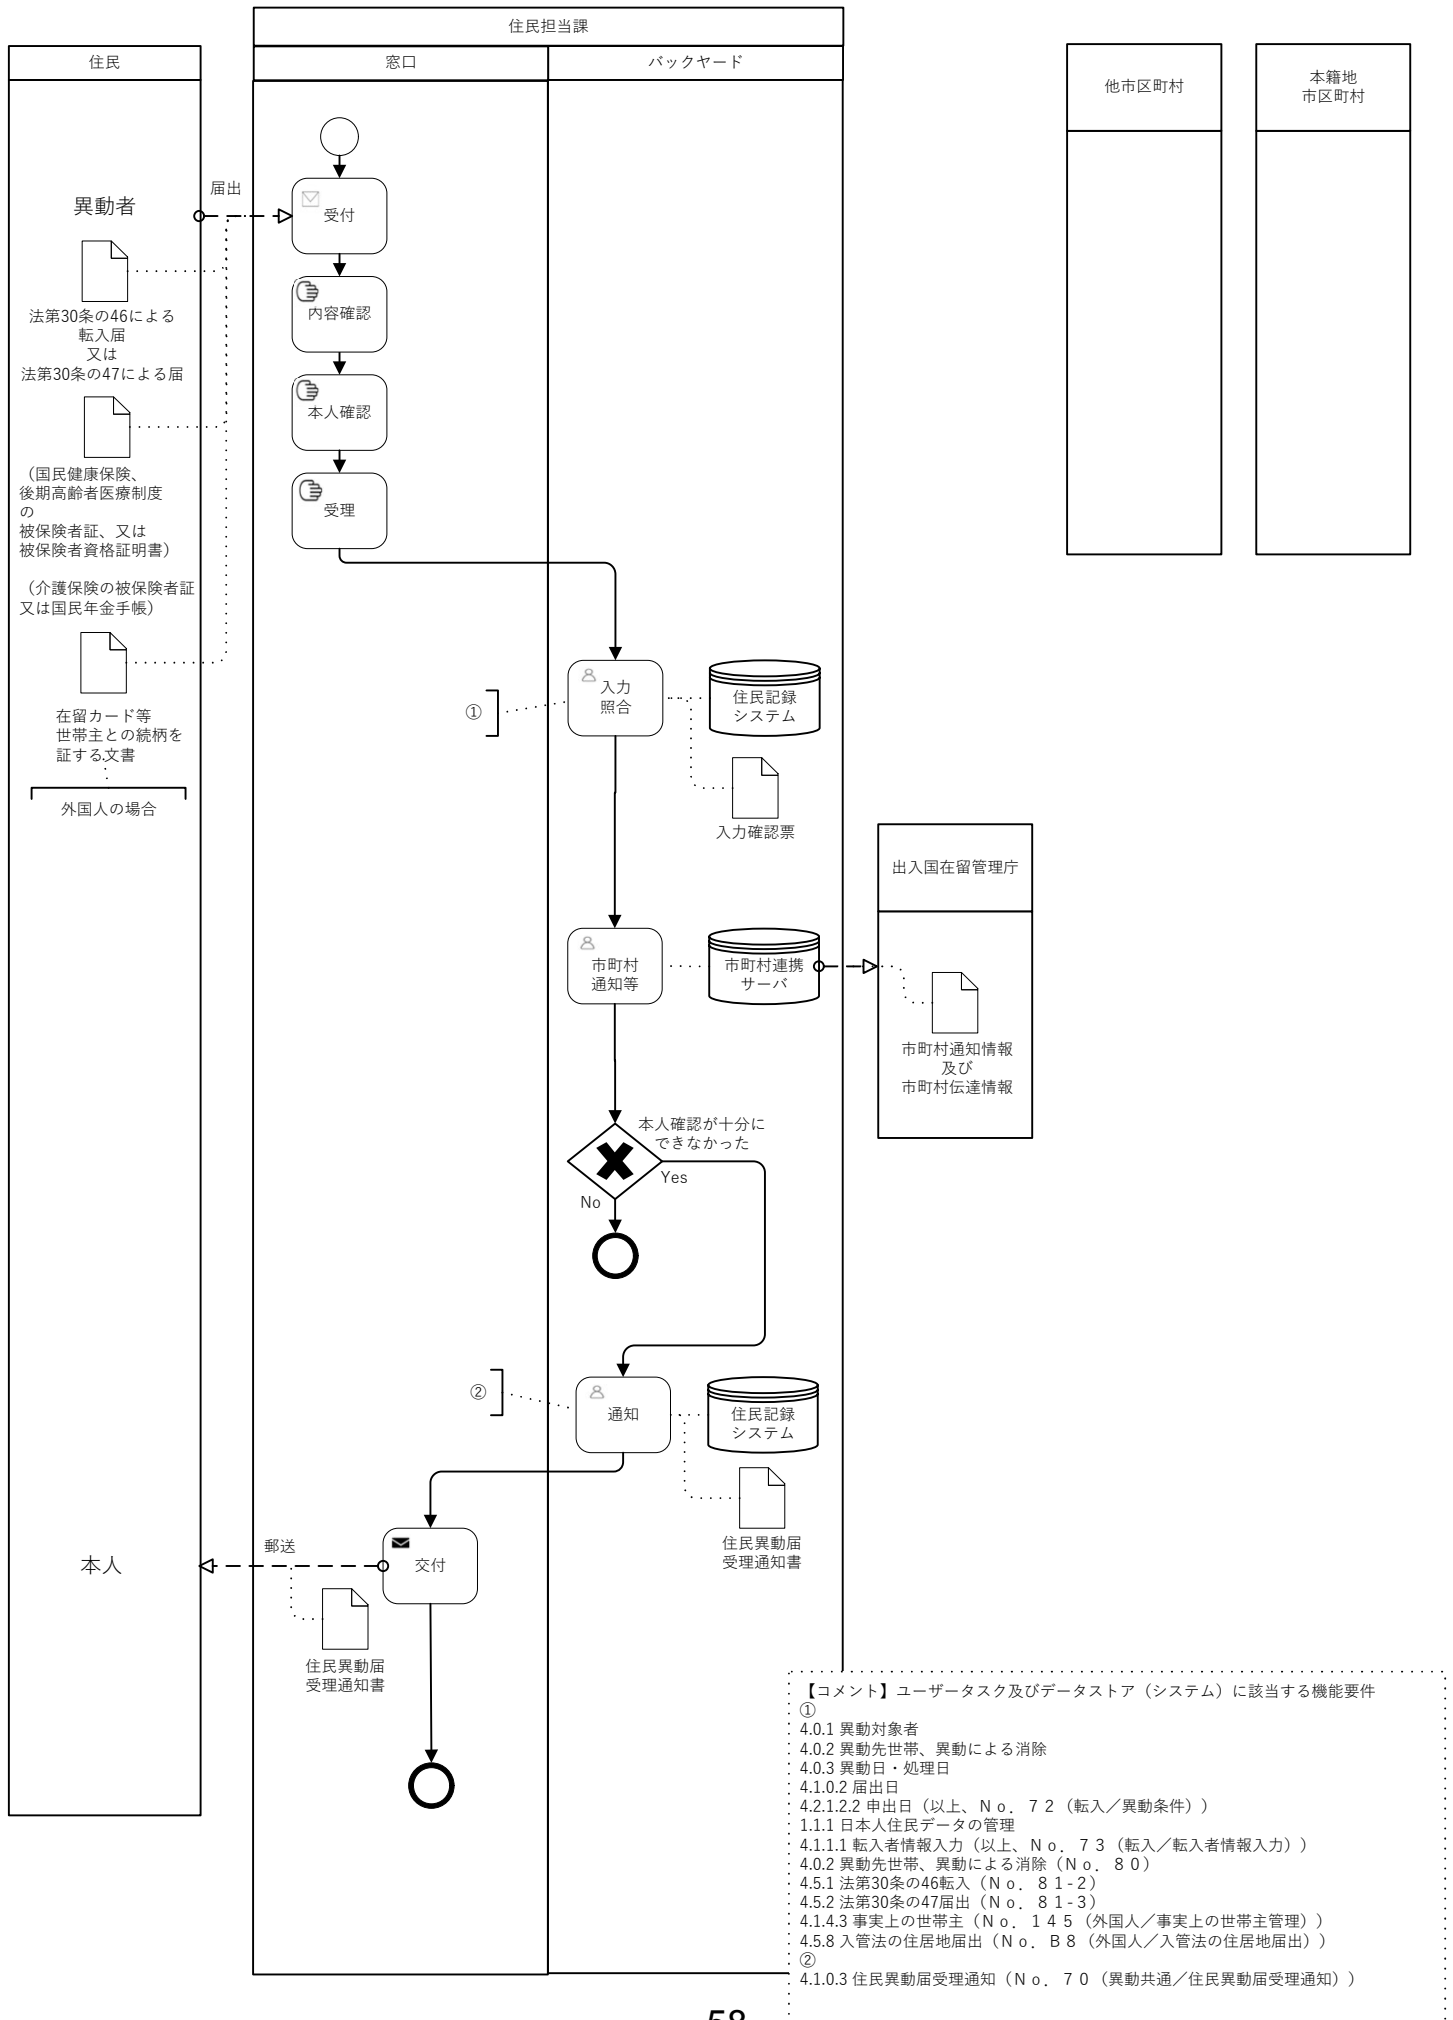 住民担当課
住民
窓口
バックヤード
他市区町村
本籍地
市区町村
異動者
届出
受付
法第30条の46による
転入届
又は
法第30条の47による届
内容確認
本人確認
（国民健康保険、
後期高齢者医療制度
の
被保険者証、又は
被保険者資格証明書）
受理
（介護保険の被保険者証
又は国民年金手帳）
在留カード等
世帯主との続柄を
証する文書
外国人の場合
①
入力
照合
住民記録
システム
入力確認票
出入国在留管理庁
市町村
通知等
市町村連携
サーバ
市町村通知情報
及び
市町村伝達情報
本人確認が十分に
できなかった
Yes
No
②
通知
住民記録
システム
住民異動届
受理通知書
本人
郵送
交付
住民異動届
受理通知書
【コメント】ユーザータスク及びデータストア（システム）に該当する機能要件
①
4.0.1 異動対象者
4.0.2 異動先世帯、異動による消除
4.0.3 異動日・処理日
4.1.0.2 届出日
4.2.1.2.2 申出日（以上、Ｎｏ．７２（転入／異動条件））
1.1.1 日本人住民データの管理
4.1.1.1 転入者情報入力（以上、Ｎｏ．７３（転入／転入者情報入力））
4.0.2 異動先世帯、異動による消除（Ｎｏ．８０）
4.5.1 法第30条の46転入（Ｎｏ．８１-２）
4.5.2 法第30条の47届出（Ｎｏ．８１-３）
4.1.4.3 事実上の世帯主（Ｎｏ．１４５（外国人／事実上の世帯主管理））
4.5.8 入管法の住居地届出（Ｎｏ．Ｂ８（外国人／入管法の住居地届出））
②
4.1.0.3 住民異動届受理通知（Ｎｏ．７０（異動共通／住民異動届受理通知））
58